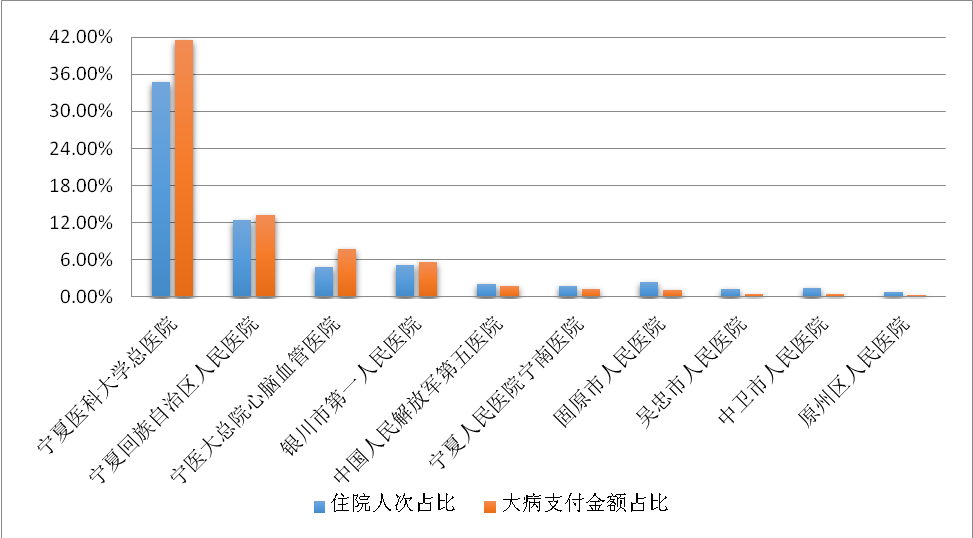 42.00%
36.00%
30.00%
24.00%
18.00%
12.00%
6.00%
0.00%
宁夏医科大学总医院
宁夏回族自治区人民医院
宁医大总院心脑血管医院
银川市第一人民医院
中国人民解放军第五医院
宁夏人民医院宁南医院
固原市人民医院
吴忠市人民医院
中卫市人民医院
原州区人民医院
住院人次占比 大病支付金额占比